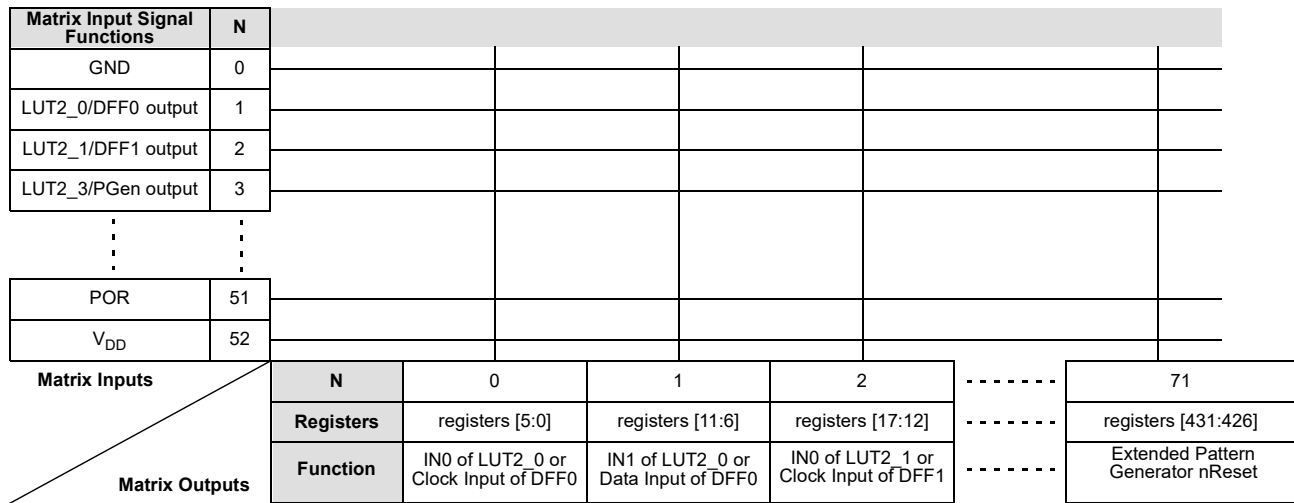 Matrix Input Signal
Functions
N
GND
0
LUT2_0/DFF0 output
1
LUT2_1/DFF1 output
2
LUT2_3/PGen output
3
POR
51
VDD
52
Matrix Inputs
Matrix Outputs
N
0
1
2
71
Registers
registers [5:0]
registers [11:6]
registers [17:12]
registers [431:426]
Function
IN0 of LUT2_0 or
Clock Input of DFF0
IN1 of LUT2_0 or
Data Input of DFF0
IN0 of LUT2_1 or
Clock Input of DFF1
Extended Pattern
Generator nReset